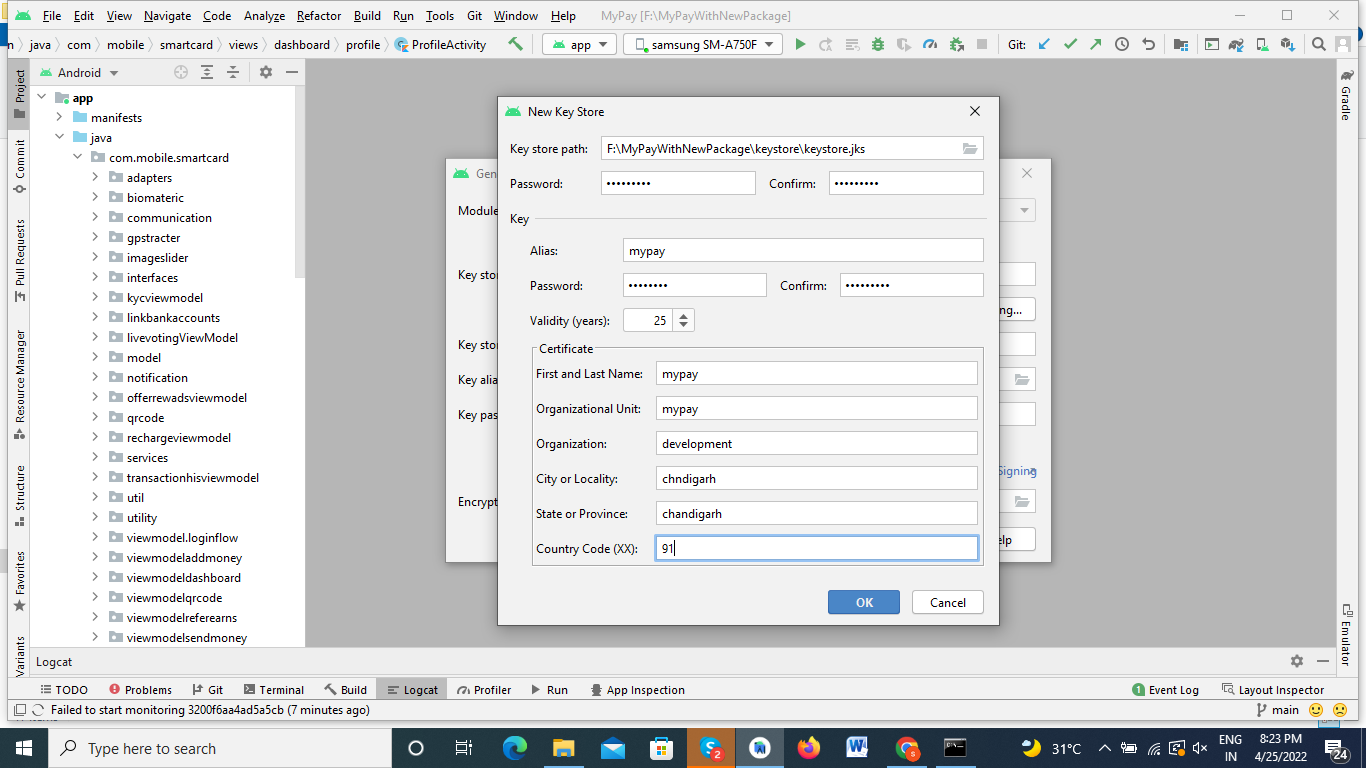 File Edit View Navigate Code Analyze Refactor Build Run Tools Git Window Help MyPay [F:\MyPayWithNewPackage]
n java com mobile smartcard views dashboard profile ProfileActivity app samsung SM-A750F Git:
Project
Commit
Pull Requests
Resource Manager
Structure
Favorites
Variants
Android
app
manifests
java
com.mobile.smartcard
adapters
biomateric
communication
gpstracter
imageslider
interfaces
kycviewmodel
linkbankaccounts
livevotingViewModel
model
notification
offerrewadsviewmodel
qrcode
rechargeviewmodel
services
transactionhisviewmodel
util
utility
viewmodel.loginflow
viewmodeladdmoney
viewmodeldashboard
viewmodelqrcode
viewmodelreferearns
viewmodelsendmoney
Gen
Module
Key stor
Key stor
Key alia
Key pas
Encrypt
ng...
Signing
elp
New Key Store
Key store path: F:\MyPayWithNewPackage\keystore\keystore.jks
Password: ••••••••• Confirm: •••••••••
Key
Alias: mypay
Password: •••••••• Confirm: •••••••••
Validity (years): 25
Certificate
First and Last Name: mypay
Organizational Unit: mypay
Organization: development
City or Locality: chndigarh
State or Province: chandigarh
Country Code (XX): 91
OK Cancel
Gradle
Emulator
Logcat
TODO Problems Git Terminal Build Logcat Profiler Run App Inspection 1 Event Log Layout Inspector
Failed to start monitoring 3200f6aa4ad5a5cb (7 minutes ago) main
Type here to search 2 31°C ENG IN 8:23 PM 4/25/2022 24